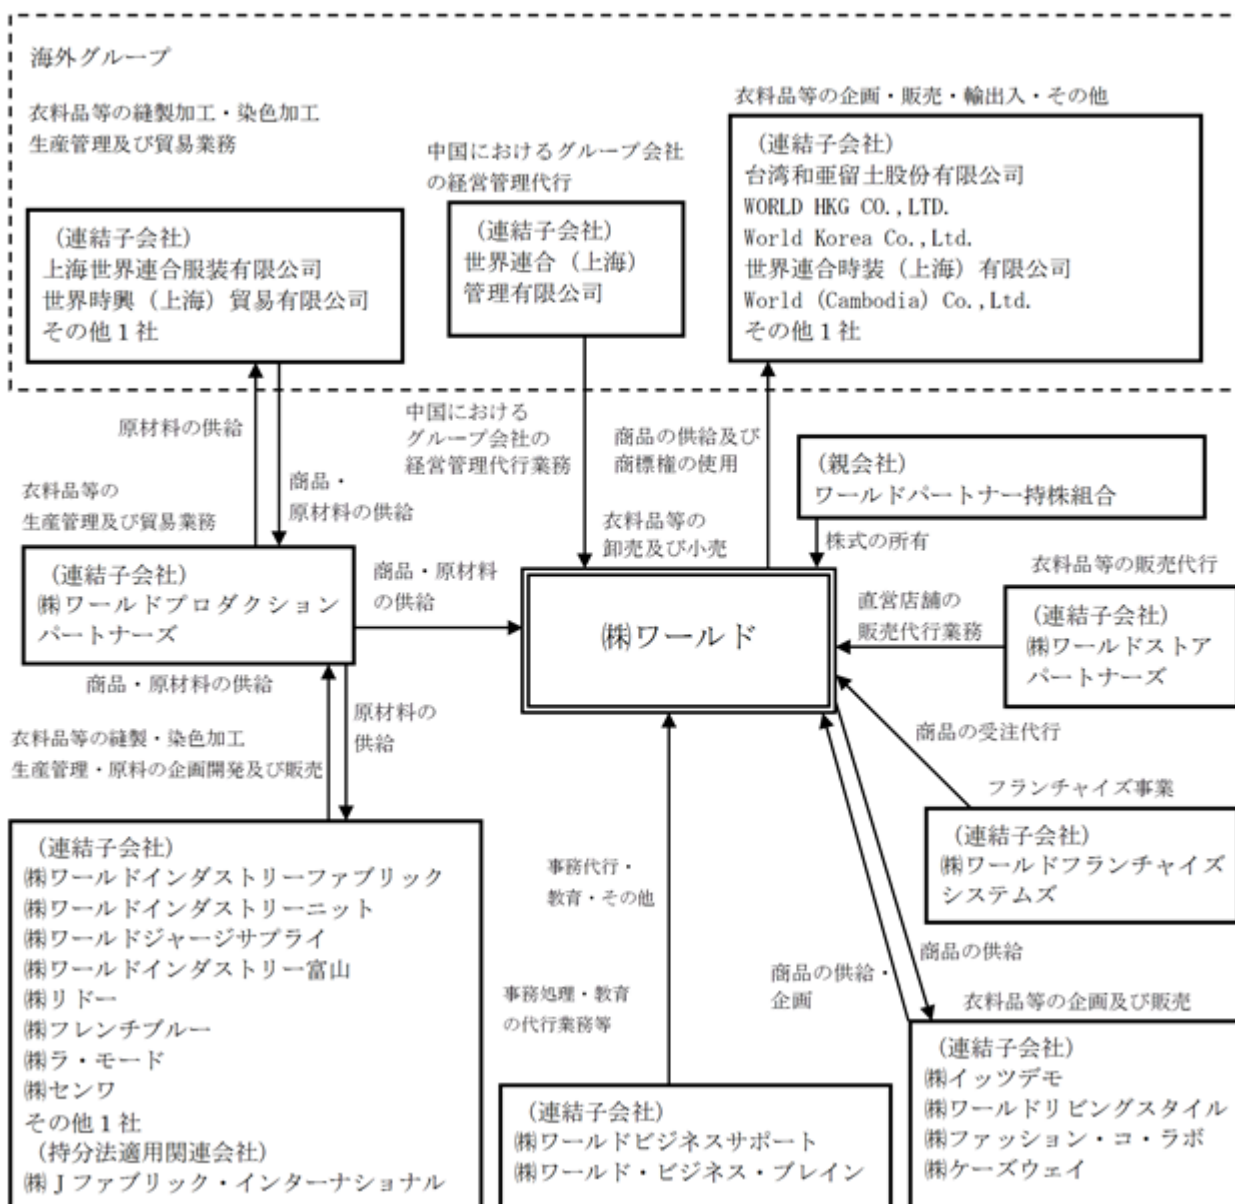 海外グループ
衣料品等の縫製加工・染色加工
生産管理及び貿易業務
（連結子会社）
上海世界連合服装有限公司
世界時興（上海）貿易有限公司
その他１社
中国におけるグループ会社
の経営管理代行
（連結子会社）
世界連合（上海）
管理有限公司
衣料品等の企画・販売・輸出入・その他
（連結子会社）
台湾和亜留土股份有限公司
WORLD HKG CO.,LTD.
World Korea Co.,Ltd.
世界連合時装（上海）有限公司
World (Cambodia) Co.,Ltd.
その他１社
原材料の供給
商品・
原材料の供給
中国における
グループ会社の
経営管理代行業務
商品の供給及び
商標権の使用
（親会社）
ワールドパートナー持株組合
株式の所有
衣料品等の
生産管理及び貿易業務
（連結子会社）
㈱ワールドプロダクション
パートナーズ
商品・原材料
の供給
衣料品等の
卸売及び小売
㈱ワールド
直営店舗の
販売代行業務
衣料品等の販売代行
（連結子会社）
㈱ワールドストア
パートナーズ
商品・原材料の供給
原材料の
供給
衣料品等の縫製・染色加工
生産管理・原料の企画開発及び販売
（連結子会社）
㈱ワールドインダストリーファブリック
㈱ワールドインダストリーニット
㈱ワールドジャージサプライ
㈱ワールドインダストリー富山
㈱リドー
㈱フレンチブルー
㈱ラ・モード
㈱センワ
その他１社
（持分法適用関連会社）
㈱Ｊファブリック・インターナショナル
事務代行・
教育・その他
事務処理・教育
の代行業務等
（連結子会社）
㈱ワールドビジネスサポート
㈱ワールド・ビジネス・ブレイン
商品の受注代行
フランチャイズ事業
（連結子会社）
㈱ワールドフランチャイズ
システムズ
商品の供給・
企画
商品の供給
衣料品等の企画及び販売
（連結子会社）
㈱イッツデモ
㈱ワールドリビングスタイル
㈱ファッション・コ・ラボ
㈱ケーズウェイ